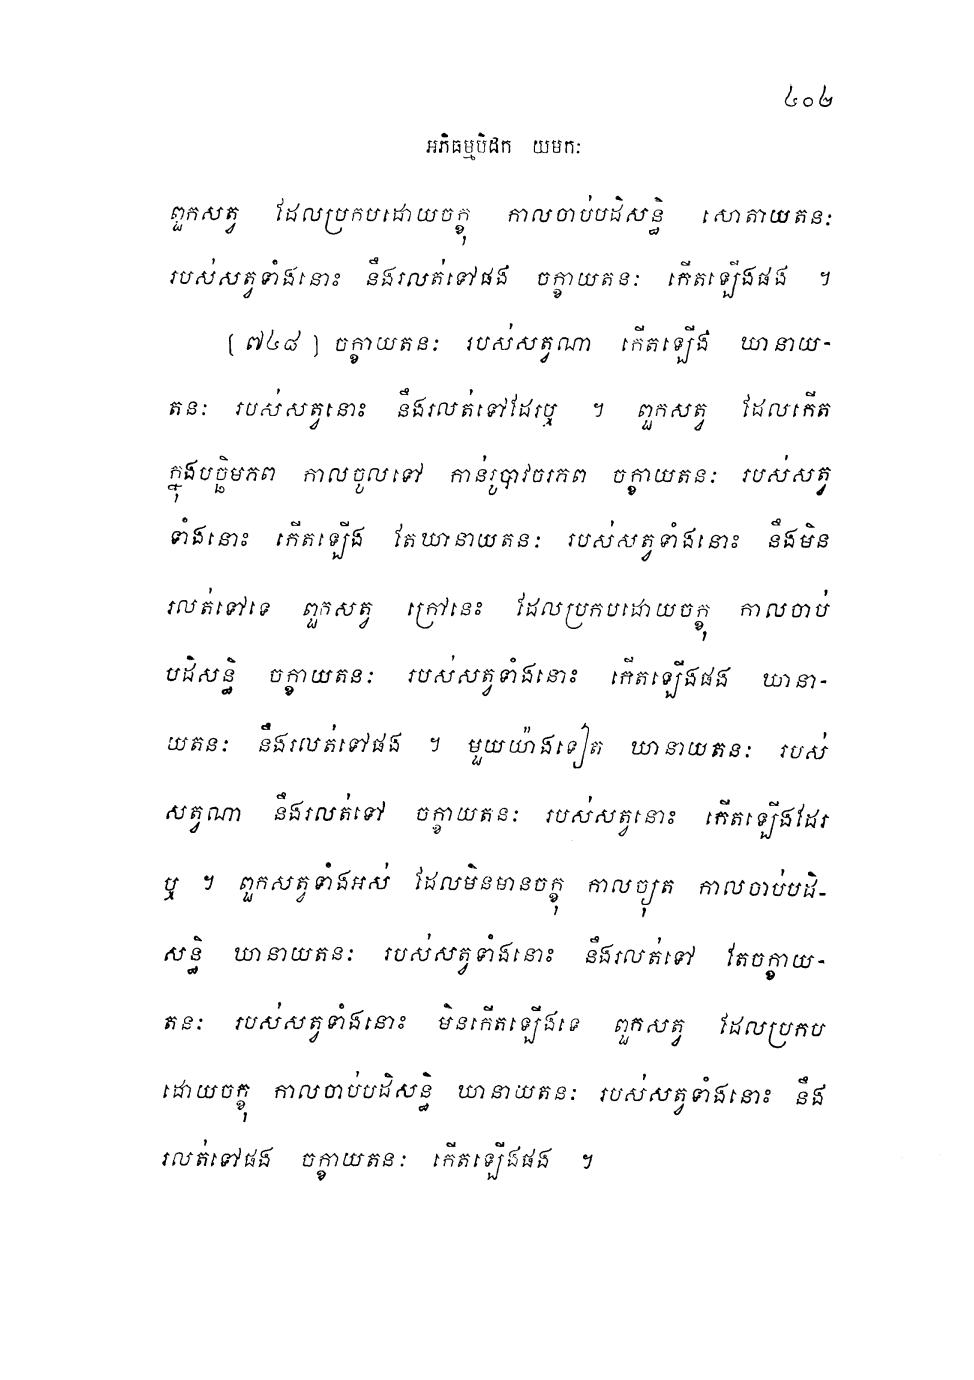 ៤០២
អភិធម្មបិដក យមកៈ
ពួកសត្វ ដែលប្រកបដោយចក្ខុ កាលចាប់បដិសន្ធិ សោតាយតនៈ
របស់សត្វទាំងនោះ នឹងរលត់ទៅផង ចក្ខាយតនៈ កើតឡើងផង ។
(៧៤៨) ចក្ខាយតនៈ របស់សត្វណា កើតឡើង ឃានាយ-
តនៈ របស់សត្វនោះ នឹងរលត់ទៅដែរឬ ។ ពួកសត្វ ដែលកើត
ក្នុងបច្ឆិមភព កាលចូលទៅ កាន់រូបាវចរភព ចក្ខាយតនៈ របស់សត្វ
ទាំងនោះ កើតឡើង តែឃានាយតនៈ របស់សត្វទាំងនោះ នឹងមិន
រលត់ទៅទេ ពួកសត្វ ក្រៅនេះ ដែលប្រកបដោយចក្ខុ កាលចាប់
បដិសន្ធិ ចក្ខាយតនៈ របស់សត្វទាំងនោះ កើតឡើងផង ឃានា-
យតនៈ នឹងរលត់ទៅផង ។ មួយយ៉ាងទៀត ឃានាយតនៈ របស់
សត្វណា នឹងរលត់ទៅ ចក្ខាយតនៈ របស់សត្វនោះ កើតឡើងដែរ
ឬ ។ ពួកសត្វទាំងអស់ ដែលមិនមានចក្ខុ កាលច្យុត កាលចាប់បដិ-
សន្ធិ ឃានាយតនៈ របស់សត្វទាំងនោះ នឹងរលត់ទៅ តែចក្ខាយ-
តនៈ របស់សត្វទាំងនោះ មិនកើតឡើងទេ ពួកសត្វ ដែលប្រកប
ដោយចក្ខុ កាលចាប់បដិសន្ធិ ឃានាយតនៈ របស់សត្វទាំងនោះ នឹង
រលត់ទៅផង ចក្ខាយតនៈ កើតឡើងផង ។